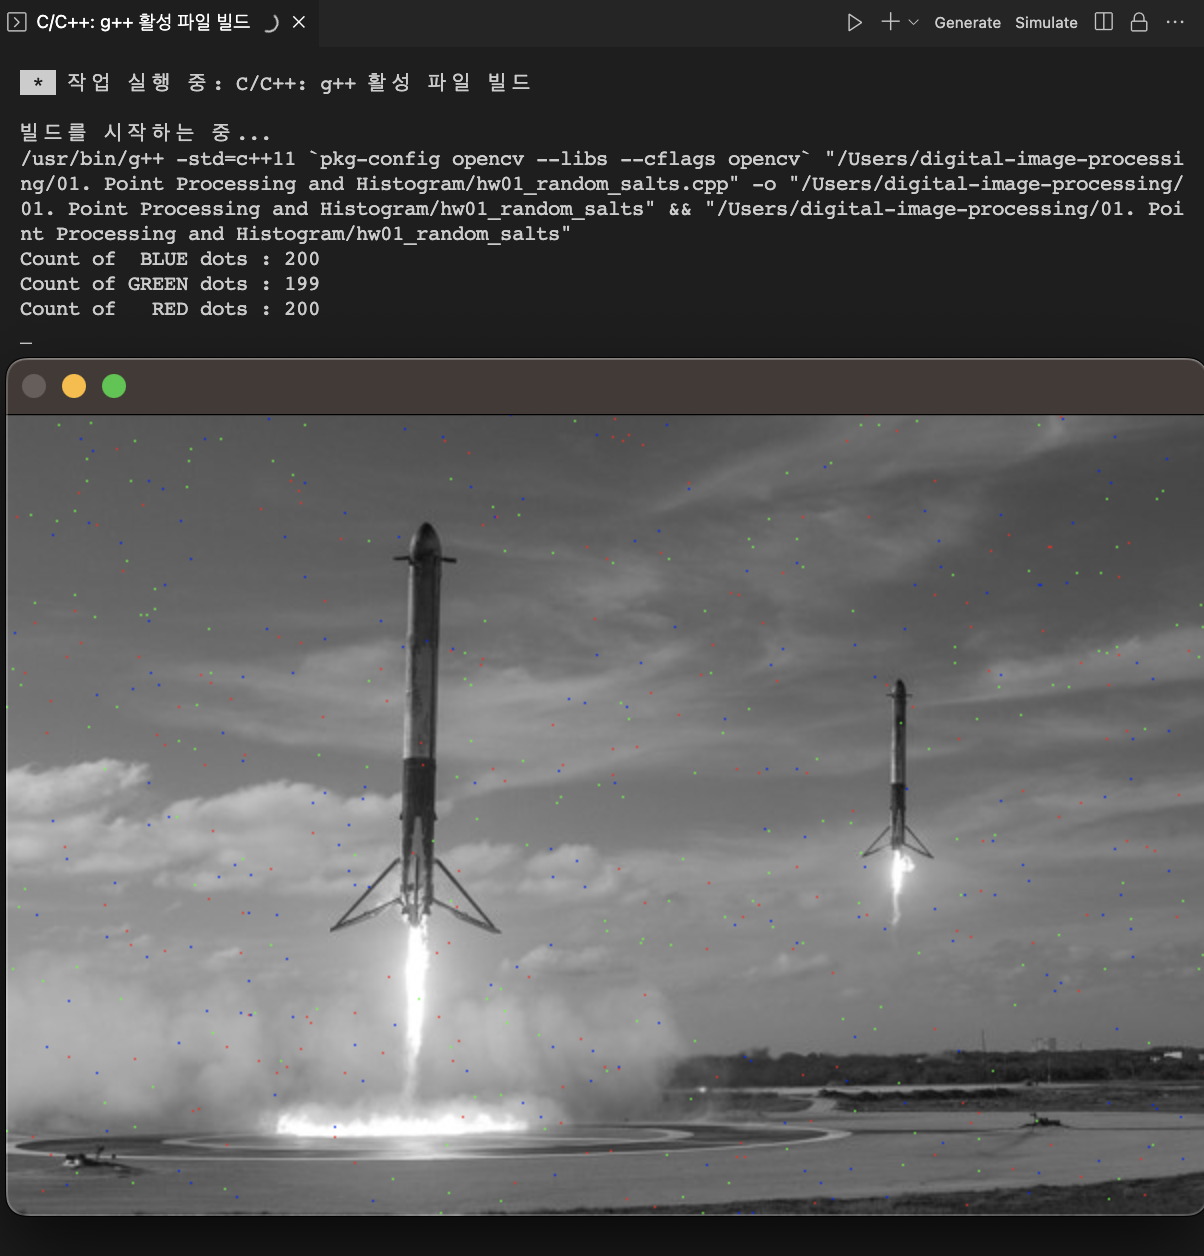 C/C++: g++ 활성 파일 빌드
Generate Simulate
* 작업 실행 중: C/C++: g++ 활성 파일 빌드
빌드를 시작하는 중...
/usr/bin/g++ -std=c++11 `pkg-config opencv --libs --cflags opencv` "/Users/digital-image-processi
ng/01. Point Processing and Histogram/hw01_random_salts.cpp" -o "/Users/digital-image-processing/
01. Point Processing and Histogram/hw01_random_salts" && "/Users/digital-image-processing/01. Poi
nt Processing and Histogram/hw01_random_salts"
Count of  BLUE dots : 200
Count of GREEN dots : 199
Count of   RED dots : 200